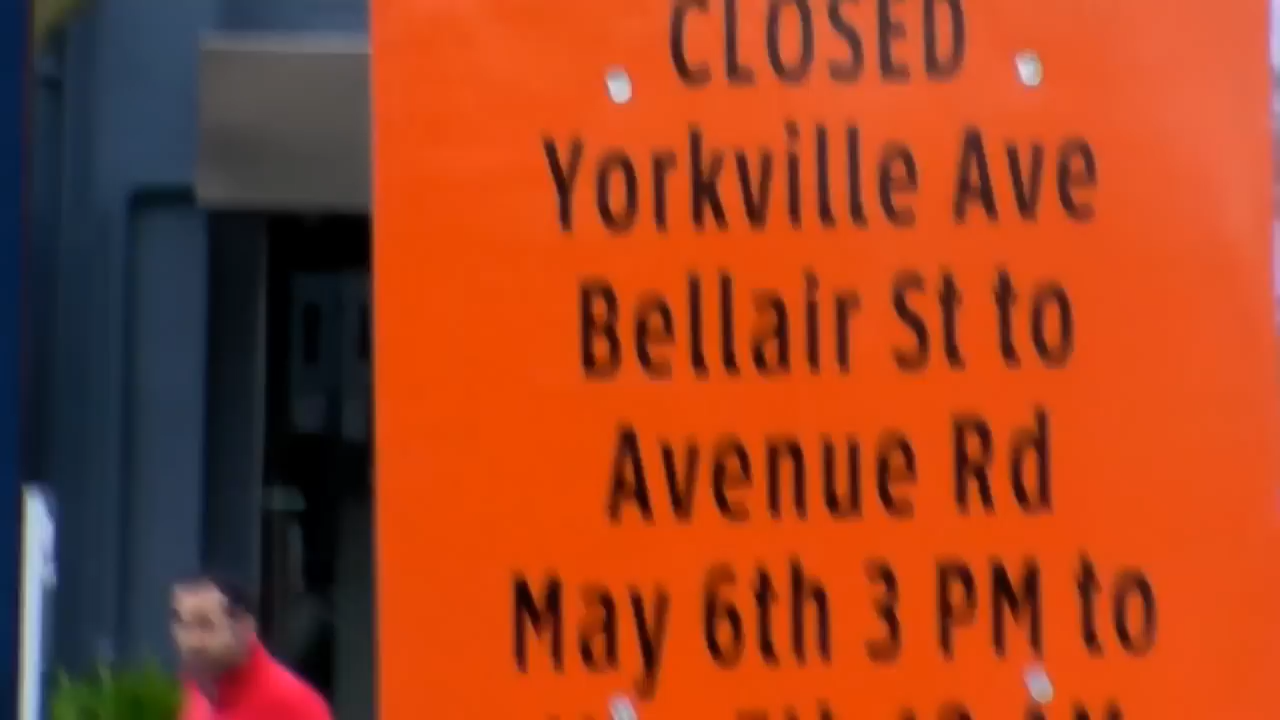 CLOSED
Yorkville Ave
Bellair St to
Avenue Rd
May 6th 3 PM to